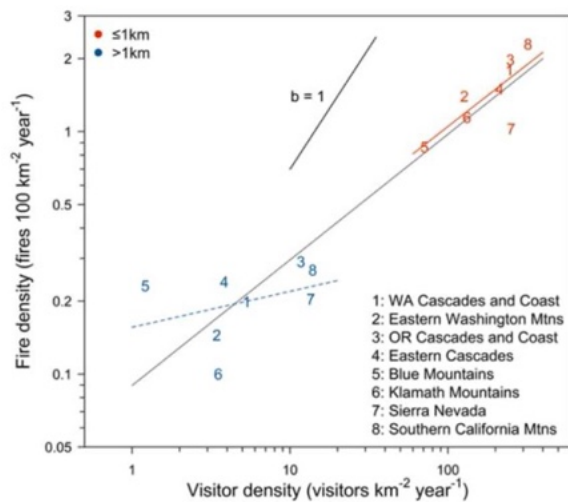 ≤1km
>1km
b = 1
Fire density (fires 100 km-2 year-1)
3
2
1
0.5
0.2
0.1
0.05
8
3
1
2
4
6
7
5
5
4
3
8
1
7
2
6
1: WA Cascades and Coast
2: Eastern Washington Mtns
3: OR Cascades and Coast
4: Eastern Cascades
5: Blue Mountains
6: Klamath Mountains
7: Sierra Nevada
8: Southern California Mtns
1
10
100
Visitor density (visitors km-2 year-1)